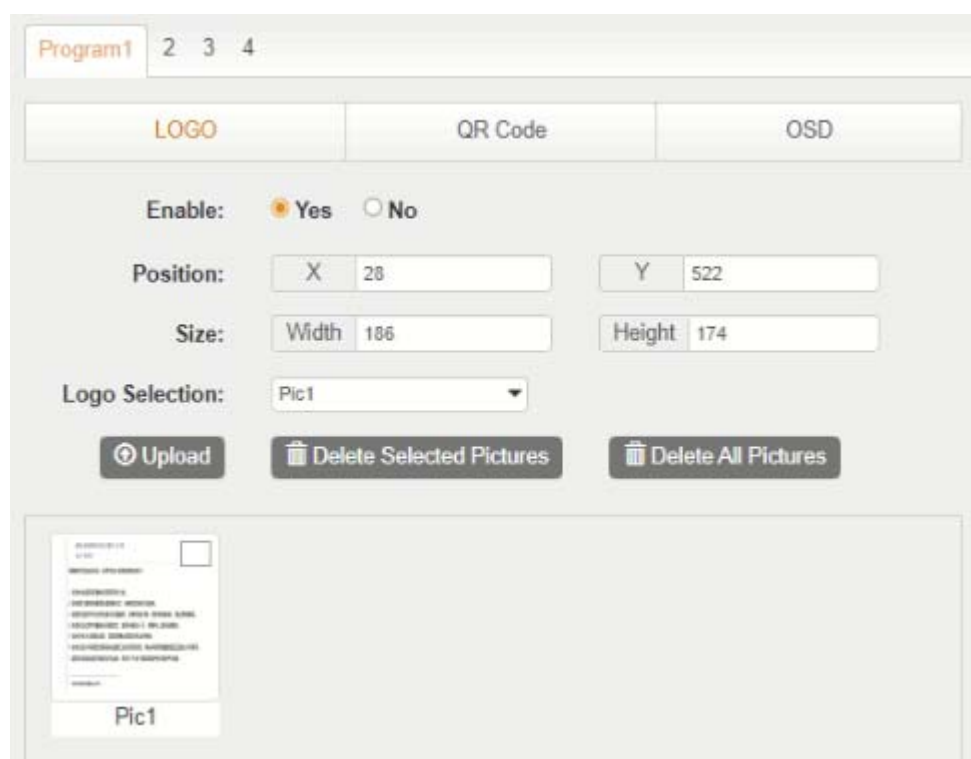 Program1 2 3 4
LOGO QR Code OSD
Enable: Yes No
Position: X 28 Y 522
Size: Width 186 Height 174
Logo Selection: Pic1
Upload Delete Selected Pictures Delete All Pictures
Pic1